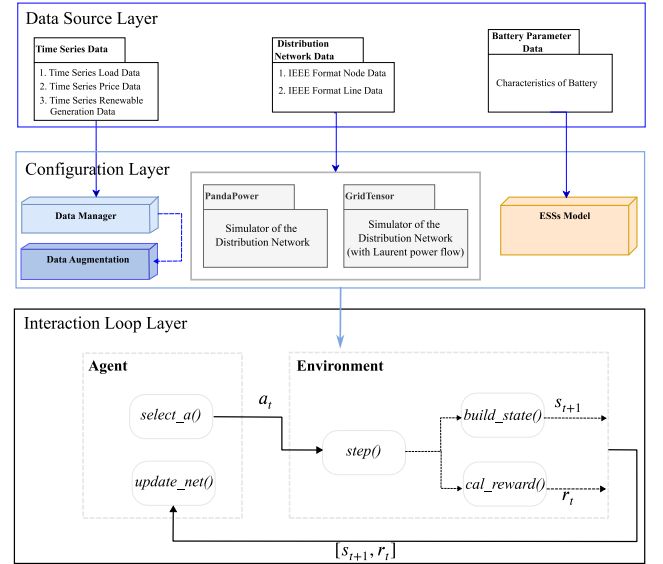 Data Source Layer
Time Series Data
1. Time Series Load Data
2. Time Series Price Data
3. Time Series Renewable
Generation Data
Distribution
Network Data
1. IEEE Format Node Data
2. IEEE Format Line Data
Battery Parameter
Data
Characteristics of Battery
Configuration Layer
Data Manager
Data Augmentation
PandaPower
Simulator of the
Distribution Network
GridTensor
Simulator of the
Distribution Network
(with Laurent power flow)
ESSs Model
Interaction Loop Layer
Agent
select_a()
update_net()
a_t
Environment
step()
build_state()
s_{t+1}
cal_reward()
r_t
[s_{t+1}, r_t]